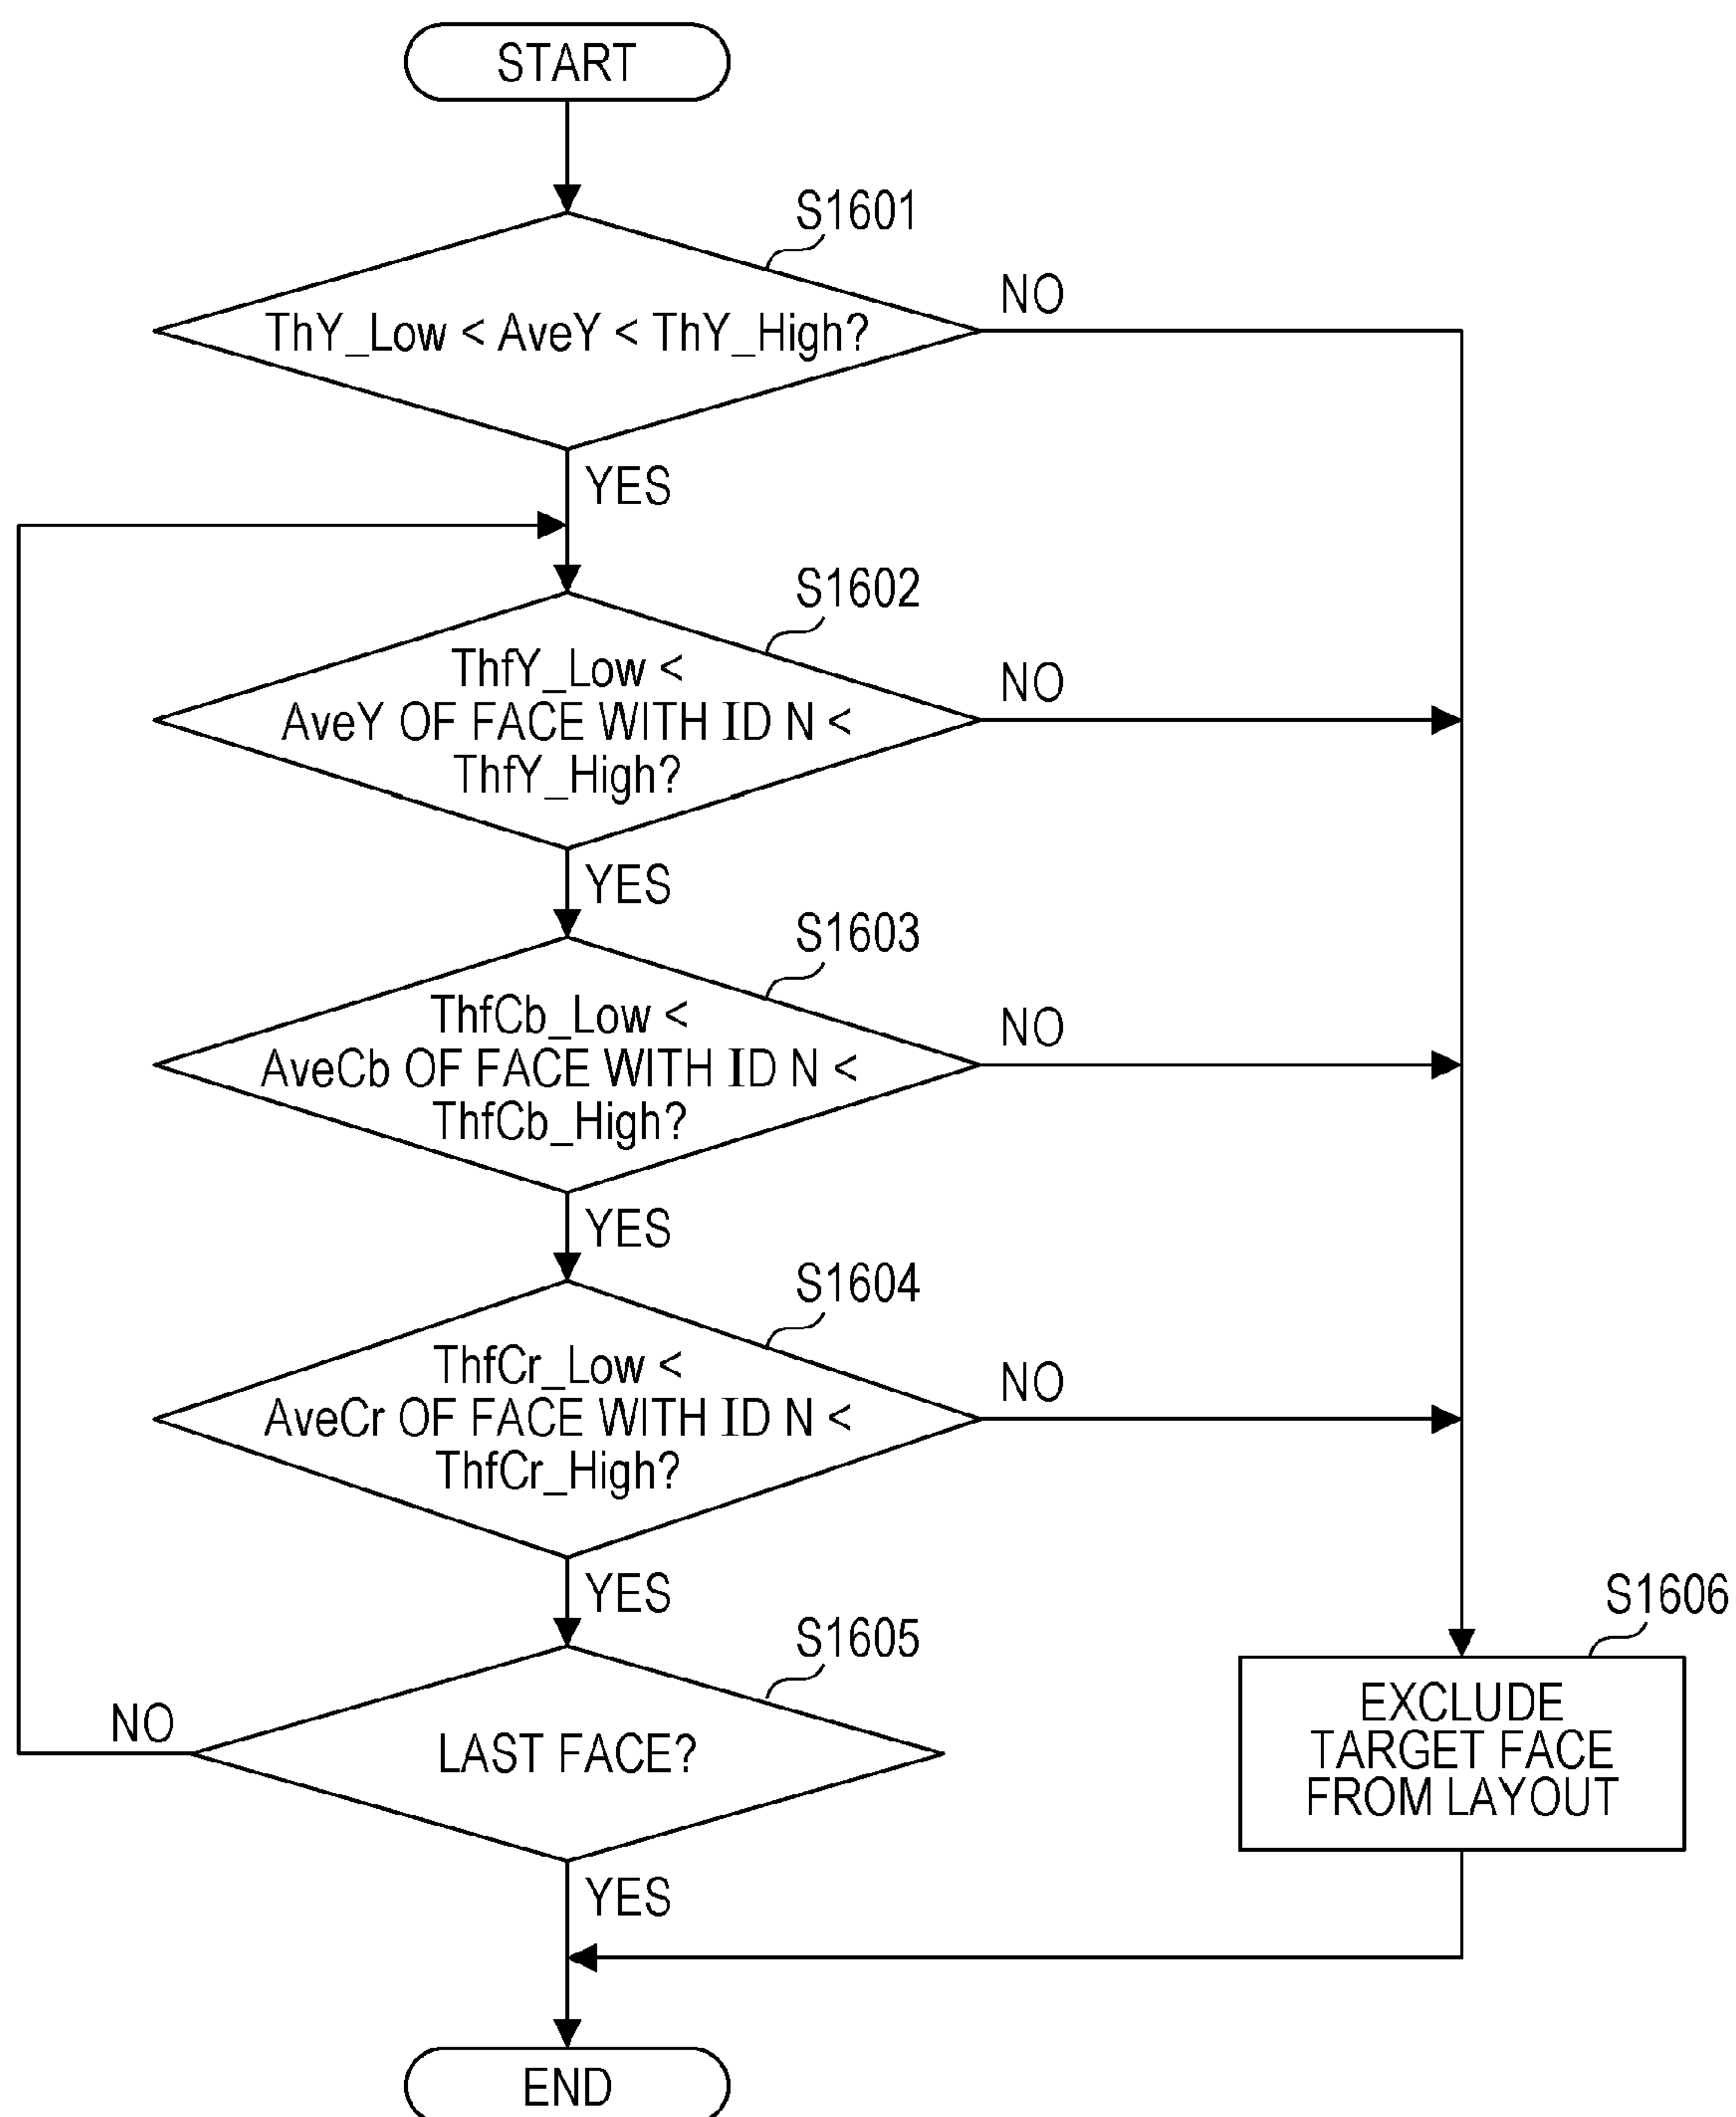 START
S1601
ThY_Low < AveY < ThY_High?
NO
YES
S1602
ThfY_Low <
AveY OF FACE WITH ID N <
ThfY_High?
NO
YES
S1603
ThfCb_Low <
AveCb OF FACE WITH ID N <
ThfCb_High?
NO
YES
S1604
ThfCr_Low <
AveCr OF FACE WITH ID N <
ThfCr_High?
NO
YES
S1605
LAST FACE?
NO
YES
S1606
EXCLUDE
TARGET FACE
FROM LAYOUT
END